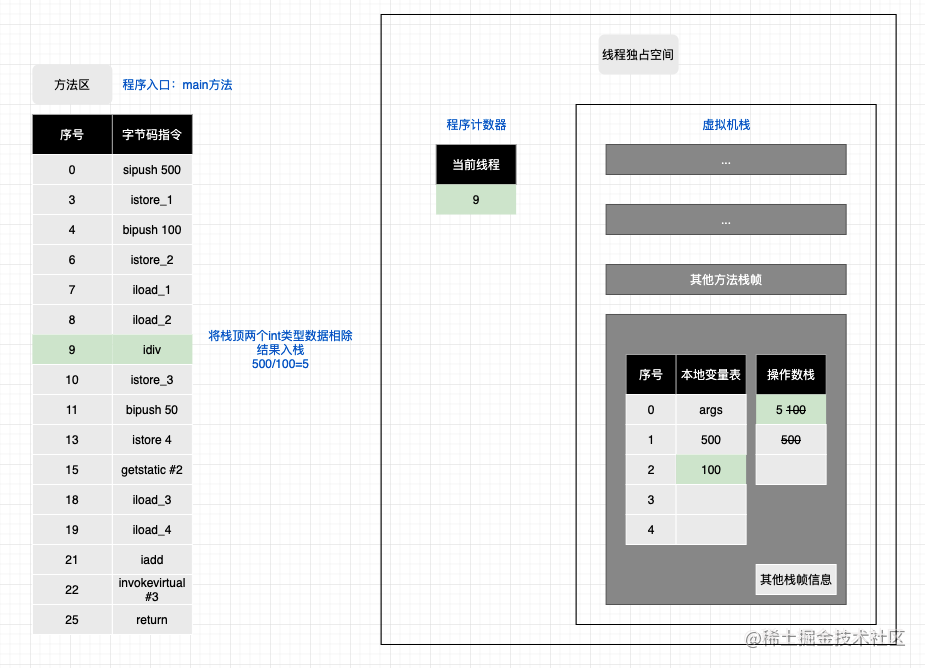 线程独占空间
方法区 程序入口：main方法
序号 字节码指令
0 sipush 500
3 istore_1
4 bipush 100
6 istore_2
7 iload_1
8 iload_2
9 idiv
10 istore_3
11 bipush 50
13 istore 4
15 getstatic #2
18 iload_3
19 iload_4
21 iadd
22 invokevirtual
#3
25 return
将栈顶两个int类型数据相除
结果入栈
500/100=5
程序计数器
当前线程
9
虚拟机栈
...
...
其他方法栈帧
序号 本地变量表 操作数栈
0 args 5 100
1 500 500
2 100
3
4
其他栈帧信息
@稀土掘金技术社区